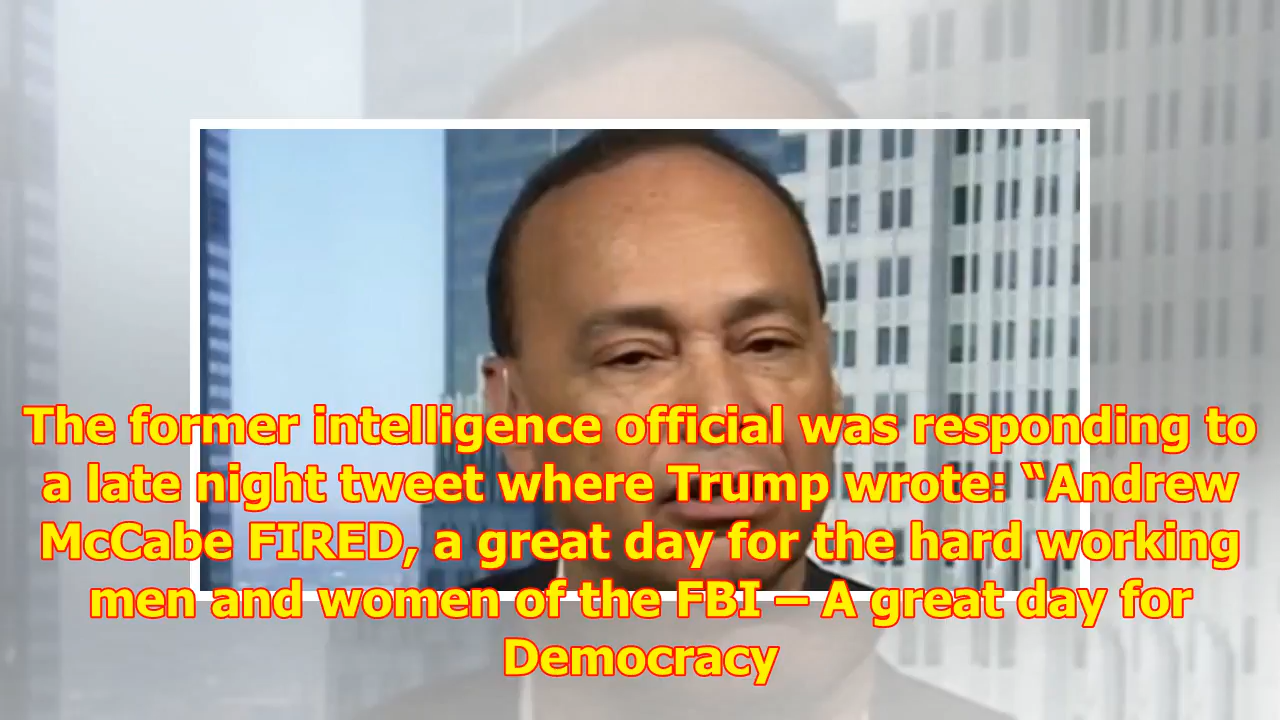 The former intelligence official was responding to
a late night tweet where Trump wrote: “Andrew
McCabe FIRED, a great day for the hard working
men and women of the FBI – A great day for
Democracy